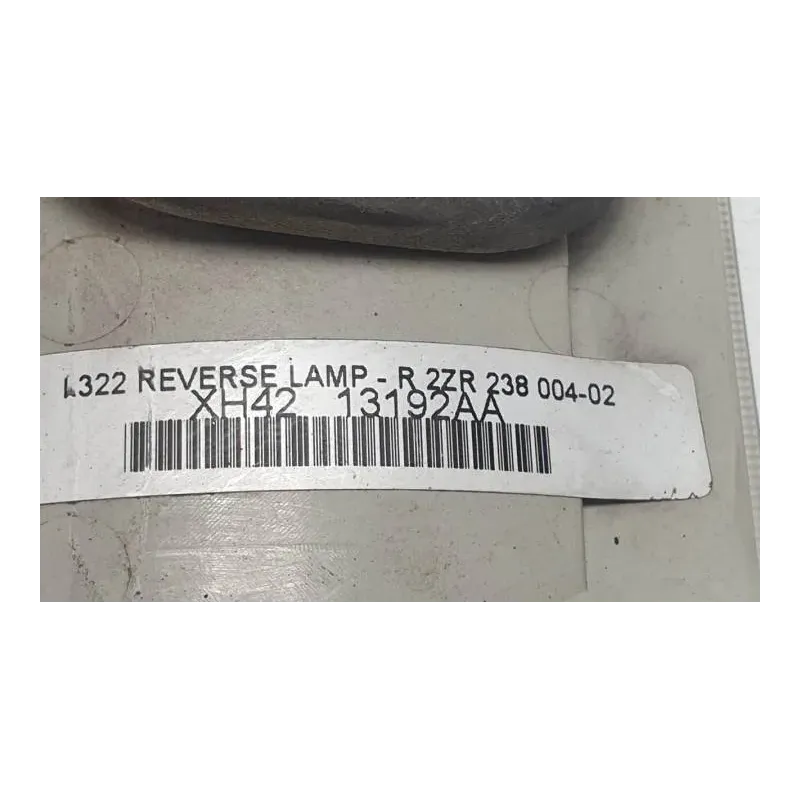 L322 REVERSE LAMP - R 2ZR 238 004-02
XH42 13192AA